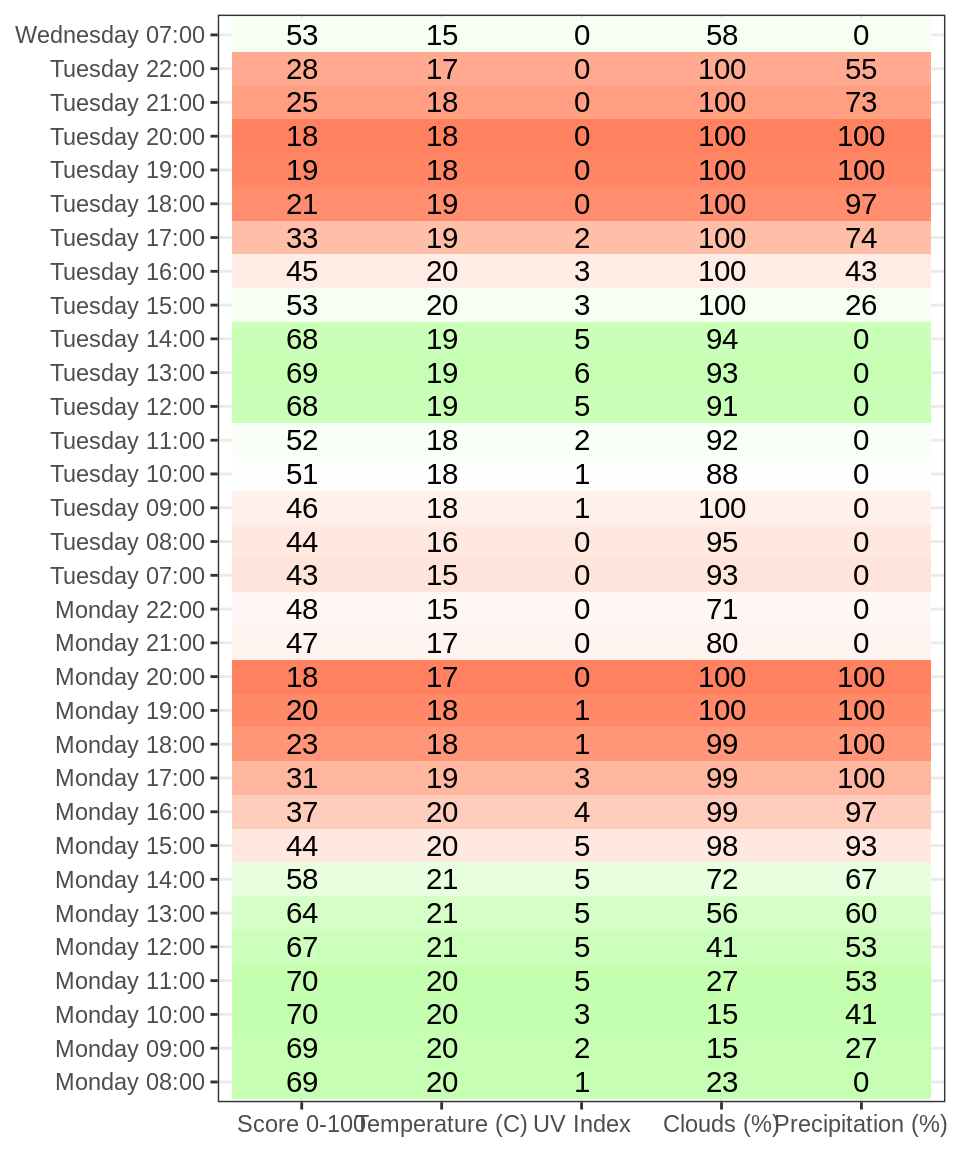 Wednesday 07:00 53 15 0 58 0
Tuesday 22:00 28 17 0 100 55
Tuesday 21:00 25 18 0 100 73
Tuesday 20:00 18 18 0 100 100
Tuesday 19:00 19 18 0 100 100
Tuesday 18:00 21 19 0 100 97
Tuesday 17:00 33 19 2 100 74
Tuesday 16:00 45 20 3 100 43
Tuesday 15:00 53 20 3 100 26
Tuesday 14:00 68 19 5 94 0
Tuesday 13:00 69 19 6 93 0
Tuesday 12:00 68 19 5 91 0
Tuesday 11:00 52 18 2 92 0
Tuesday 10:00 51 18 1 88 0
Tuesday 09:00 46 18 1 100 0
Tuesday 08:00 44 16 0 95 0
Tuesday 07:00 43 15 0 93 0
Monday 22:00 48 15 0 71 0
Monday 21:00 47 17 0 80 0
Monday 20:00 18 17 0 100 100
Monday 19:00 20 18 1 100 100
Monday 18:00 23 18 1 99 100
Monday 17:00 31 19 3 99 100
Monday 16:00 37 20 4 99 97
Monday 15:00 44 20 5 98 93
Monday 14:00 58 21 5 72 67
Monday 13:00 64 21 5 56 60
Monday 12:00 67 21 5 41 53
Monday 11:00 70 20 5 27 53
Monday 10:00 70 20 3 15 41
Monday 09:00 69 20 2 15 27
Monday 08:00 69 20 1 23 0
Score 0-100 Temperature (C) UV Index Clouds (%) Precipitation (%)